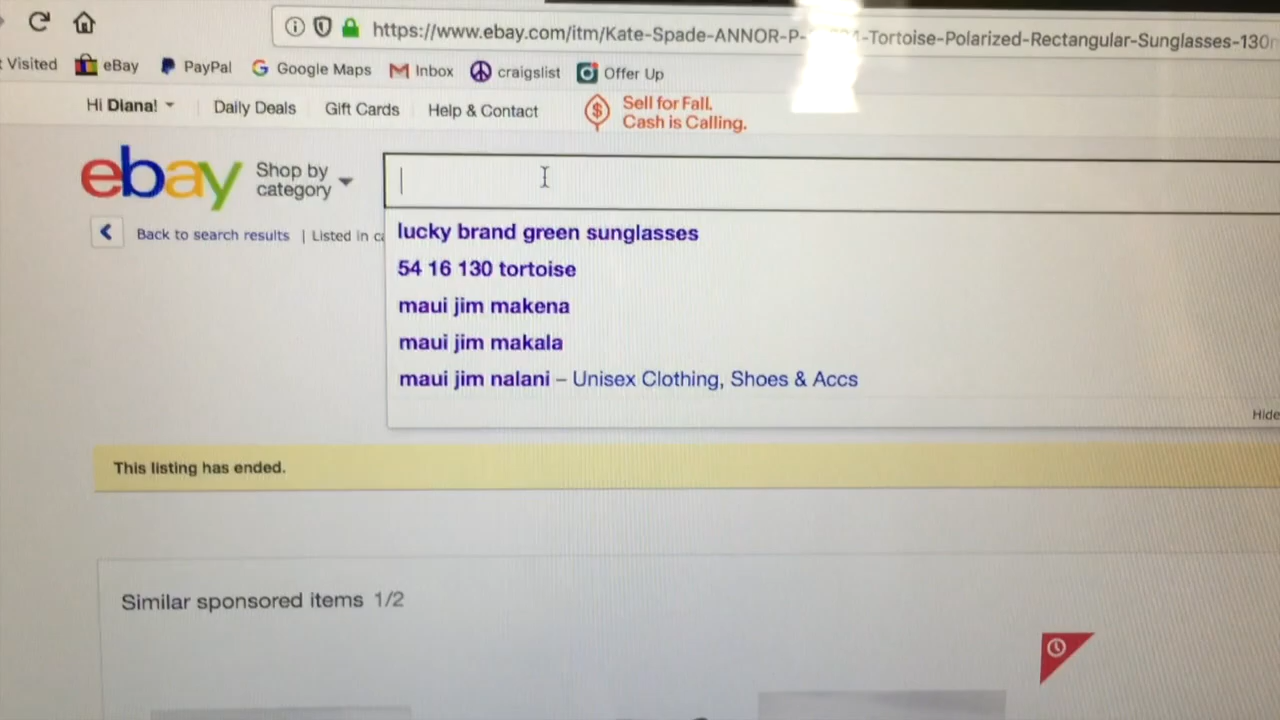 https://www.ebay.com/itm/Kate-Spade-ANNOR-P- -Tortoise-Polarized-Rectangular-Sunglasses-130
Visited eBay PayPal Google Maps Inbox craigslist Offer Up
Hi Diana! Daily Deals Gift Cards Help & Contact
Sell for Fall.
Cash is Calling.
ebay
Shop by
category
Back to search results | Listed in
lucky brand green sunglasses
54 16 130 tortoise
maui jim makena
maui jim makala
maui jim nalani – Unisex Clothing, Shoes & Accs
Hide
This listing has ended.
Similar sponsored items 1/2